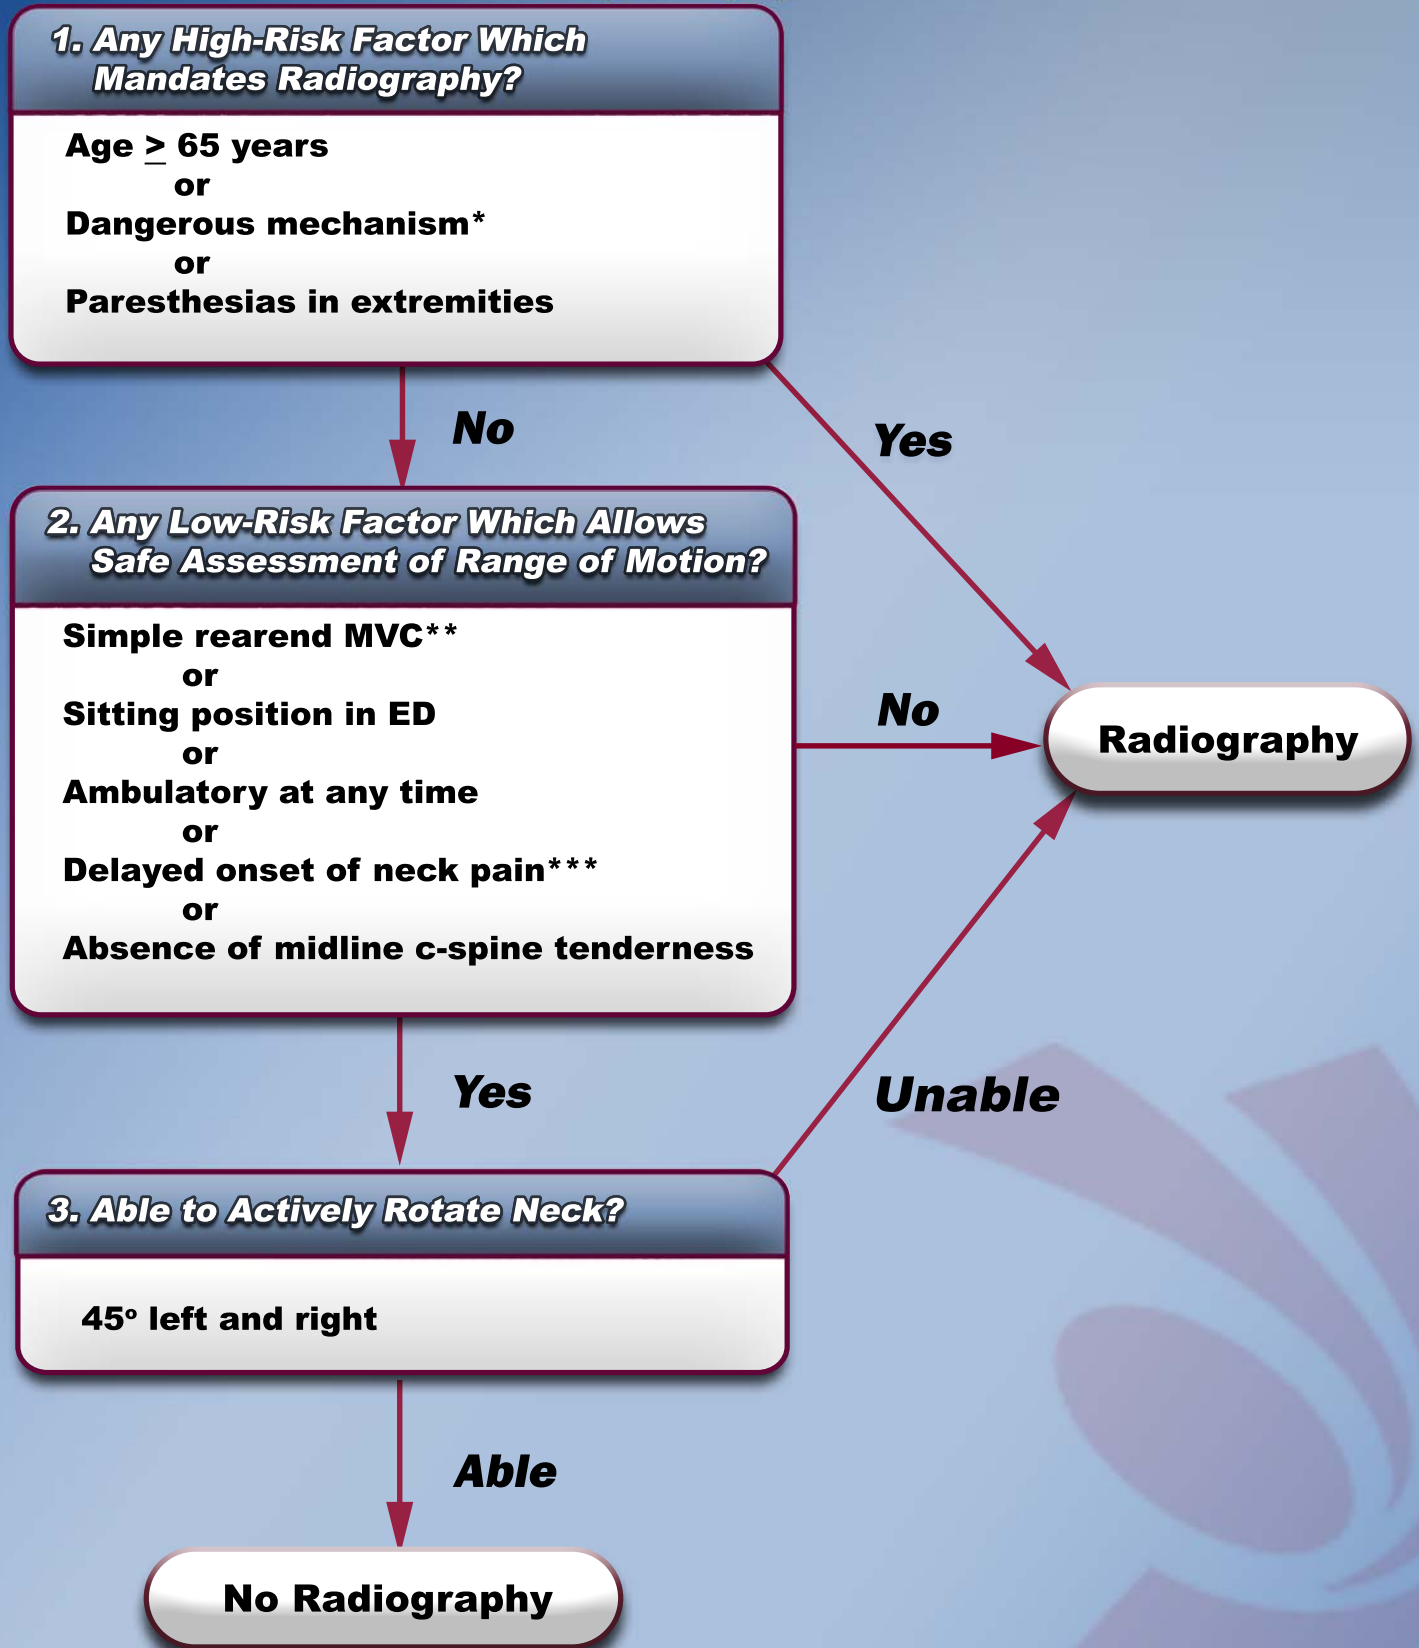 1. Any High-Risk Factor Which
Mandates Radiography?
Age ≥ 65 years
or
Dangerous mechanism*
or
Paresthesias in extremities
No
Yes
2. Any Low-Risk Factor Which Allows
Safe Assessment of Range of Motion?
Simple rearend MVC**
or
Sitting position in ED
or
Ambulatory at any time
or
Delayed onset of neck pain***
or
Absence of midline c-spine tenderness
No
Radiography
Yes
Unable
3. Able to Actively Rotate Neck?
45º left and right
Able
No Radiography